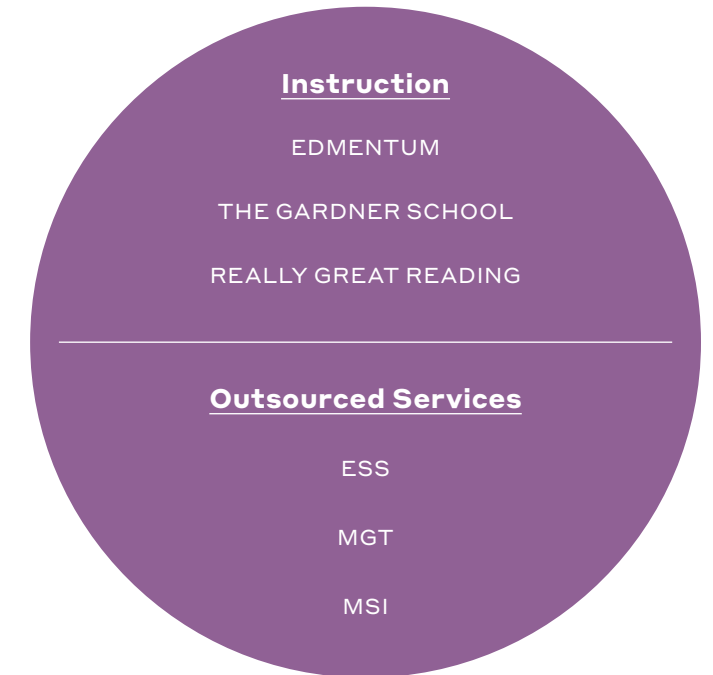 Instruction
EDMENTUM
THE GARDNER SCHOOL
REALLY GREAT READING
Outsourced Services
ESS
MGT
MSI